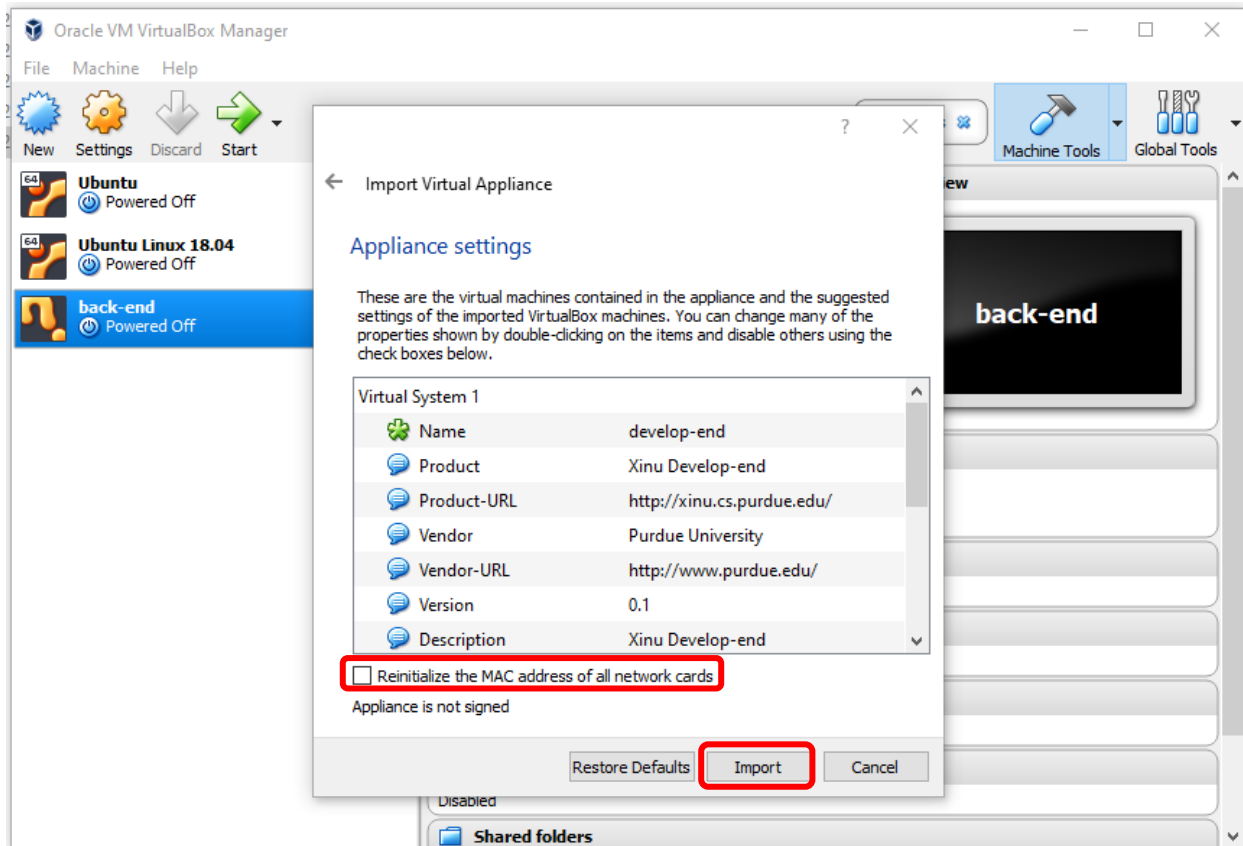 Oracle VM VirtualBox Manager
File Machine Help
New Settings Discard Start
Machine Tools Global Tools
64 Ubuntu
Powered Off
64 Ubuntu Linux 18.04
Powered Off
back-end
Powered Off
?
Import Virtual Appliance
Appliance settings
These are the virtual machines contained in the appliance and the suggested
settings of the imported VirtualBox machines. You can change many of the
properties shown by double-clicking on the items and disable others using the
check boxes below.
Virtual System 1
Name develop-end
Product Xinu Develop-end
Product-URL http://xinu.cs.purdue.edu/
Vendor Purdue University
Vendor-URL http://www.purdue.edu/
Version 0.1
Description Xinu Develop-end
Reinitialize the MAC address of all network cards
Appliance is not signed
Restore Defaults Import Cancel
ew
back-end
Disabled
Shared folders